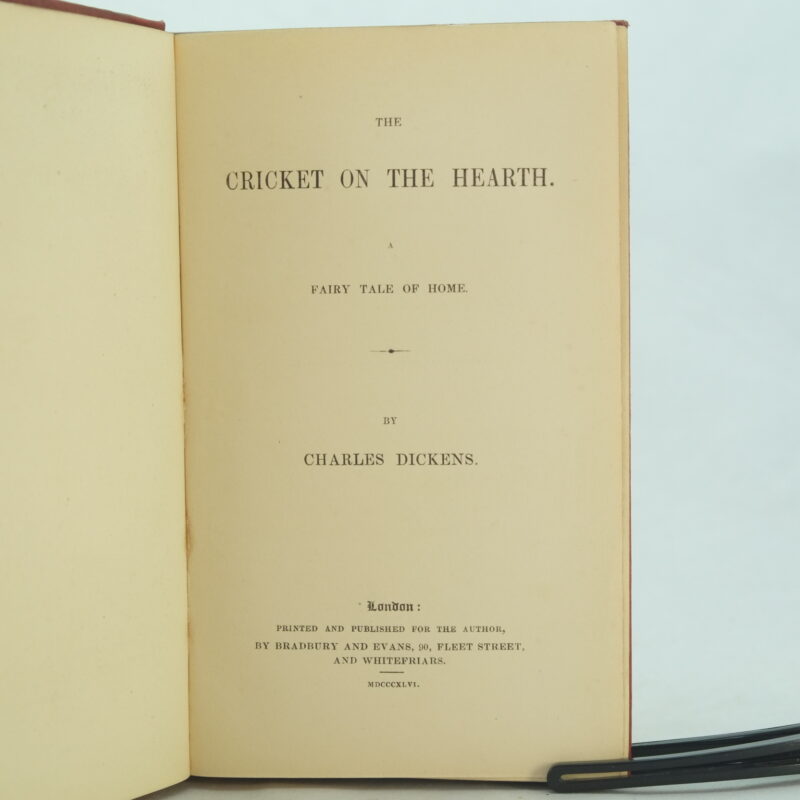 THE
CRICKET ON THE HEARTH.
A
FAIRY TALE OF HOME.
BY
CHARLES DICKENS.
London:
PRINTED AND PUBLISHED FOR THE AUTHOR,
BY BRADBURY AND EVANS, 90, FLEET STREET,
AND WHITEFRIARS.
MDCCCXLVI.